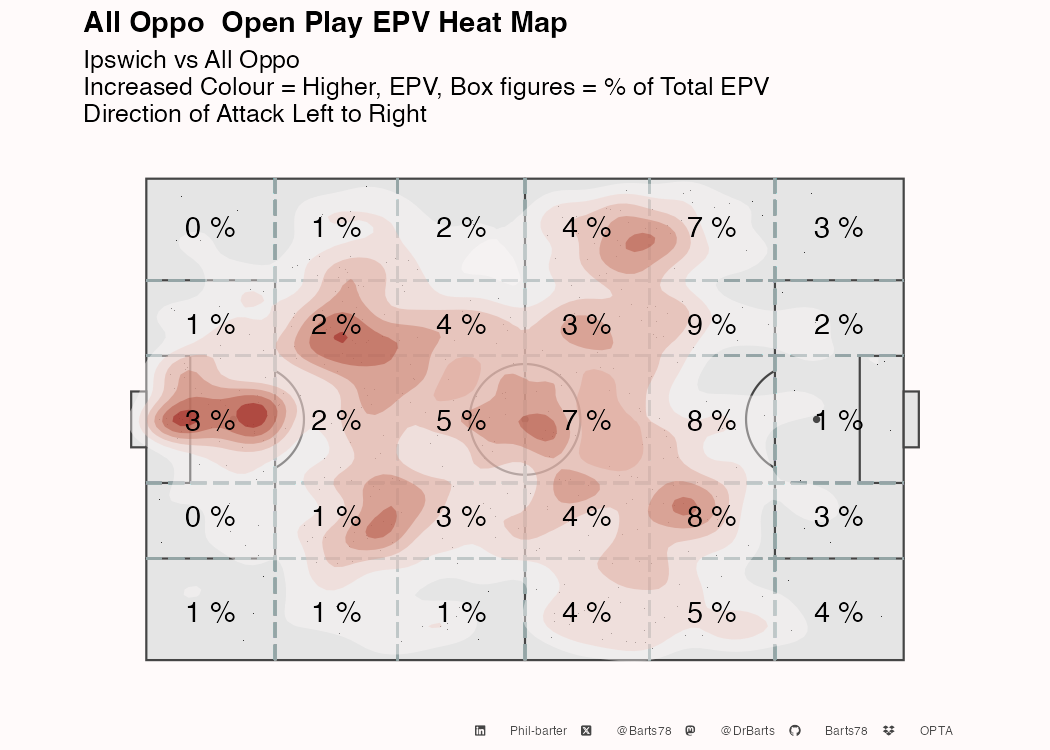 All Oppo  Open Play EPV Heat Map
Ipswich vs All Oppo
Increased Colour = Higher, EPV, Box figures = % of Total EPV
Direction of Attack Left to Right
0 % 1 % 2 % 4 % 7 % 3 %
1 % 2 % 4 % 3 % 9 % 2 %
3 % 2 % 5 % 7 % 8 % 1 %
0 % 1 % 3 % 4 % 8 % 3 %
1 % 1 % 1 % 4 % 5 % 4 %
Phil-barter @Barts78 @DrBarts Barts78 OPTA